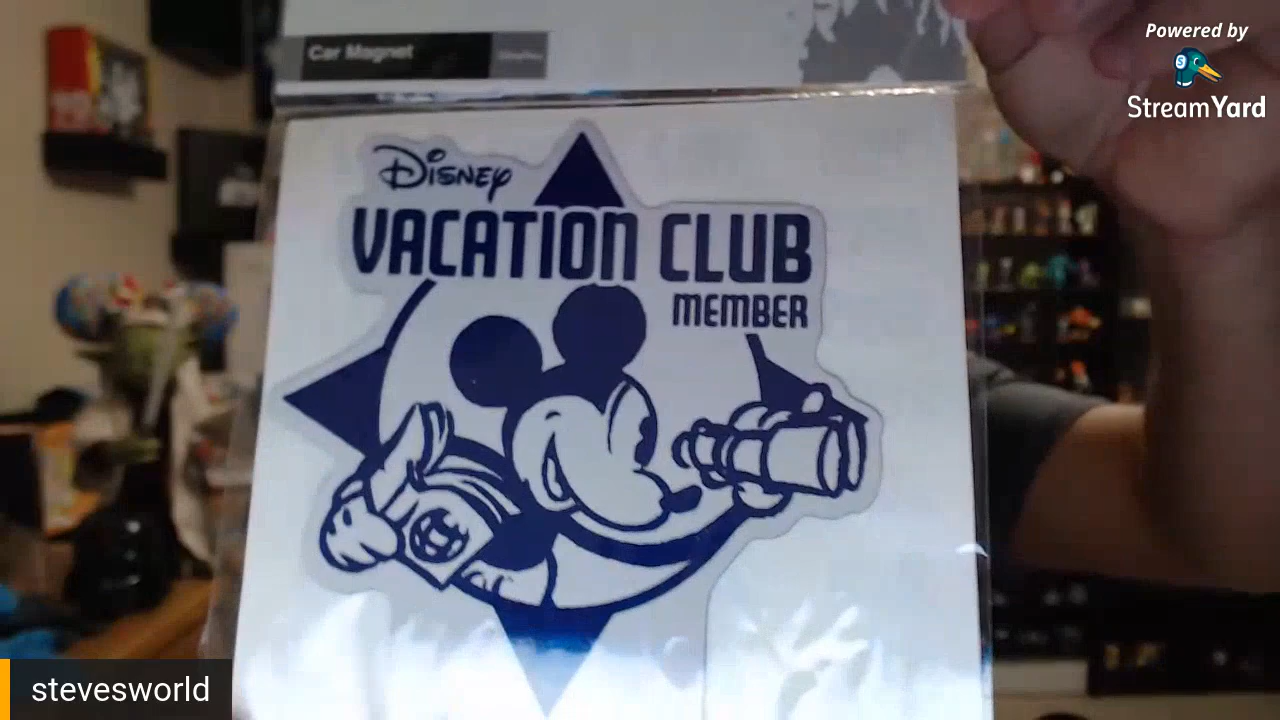 Powered by
StreamYard
Car Magnet
Disney
VACATION CLUB
MEMBER
stevesworld